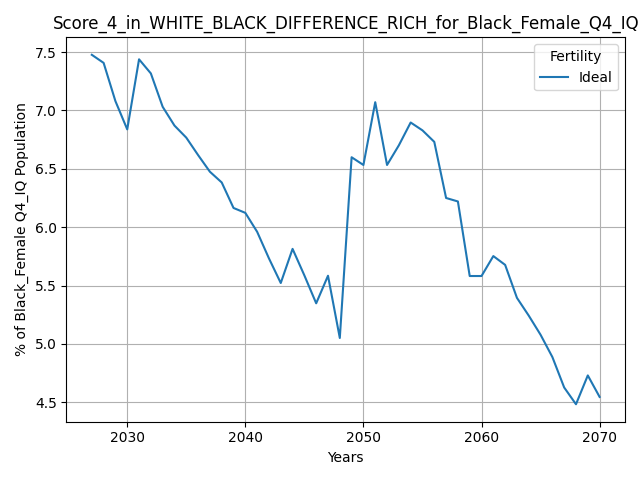 Score_4_in_WHITE_BLACK_DIFFERENCE_RICH_for_Black_Female_Q4_IQ
Fertility
Ideal
% of Black_Female Q4_IQ Population
7.5
7.0
6.5
6.0
5.5
5.0
4.5
2030 2040 2050 2060 2070
Years